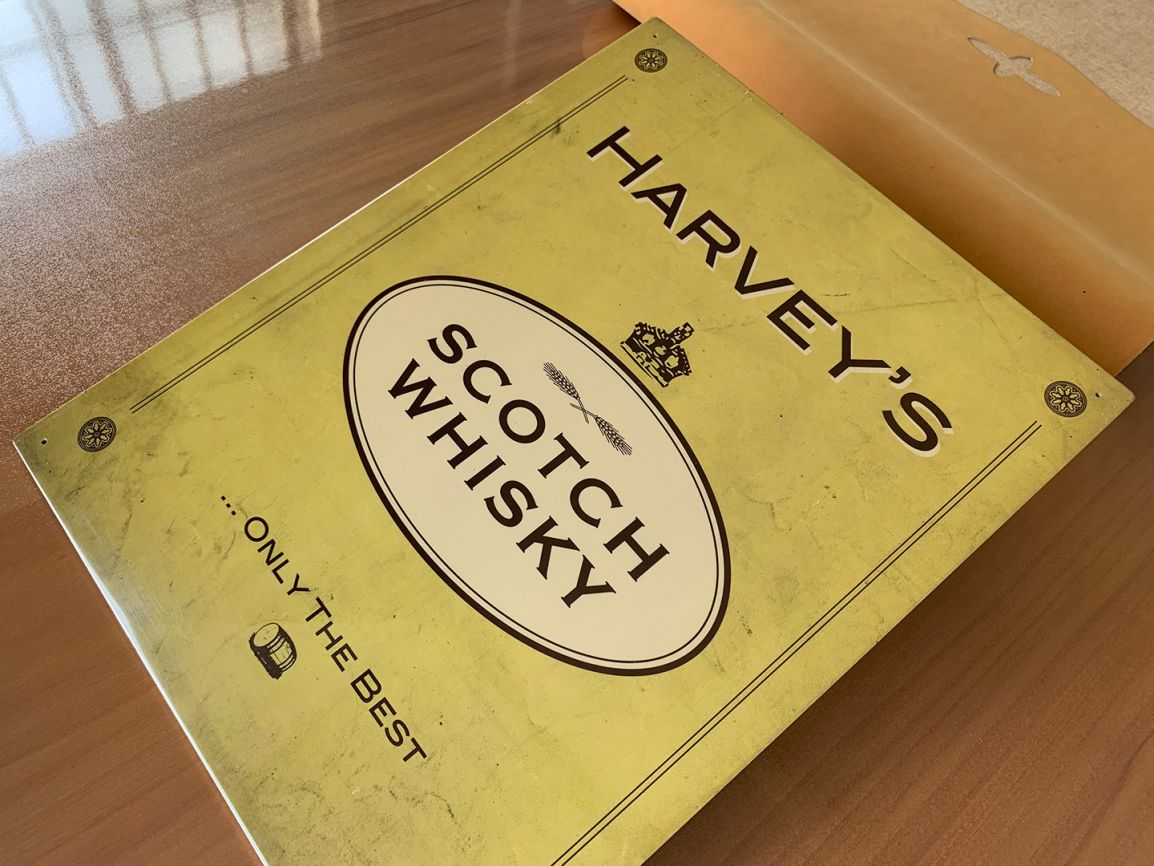 HARVEY'S
SCOTCH
WHISKY
... ONLY THE BEST